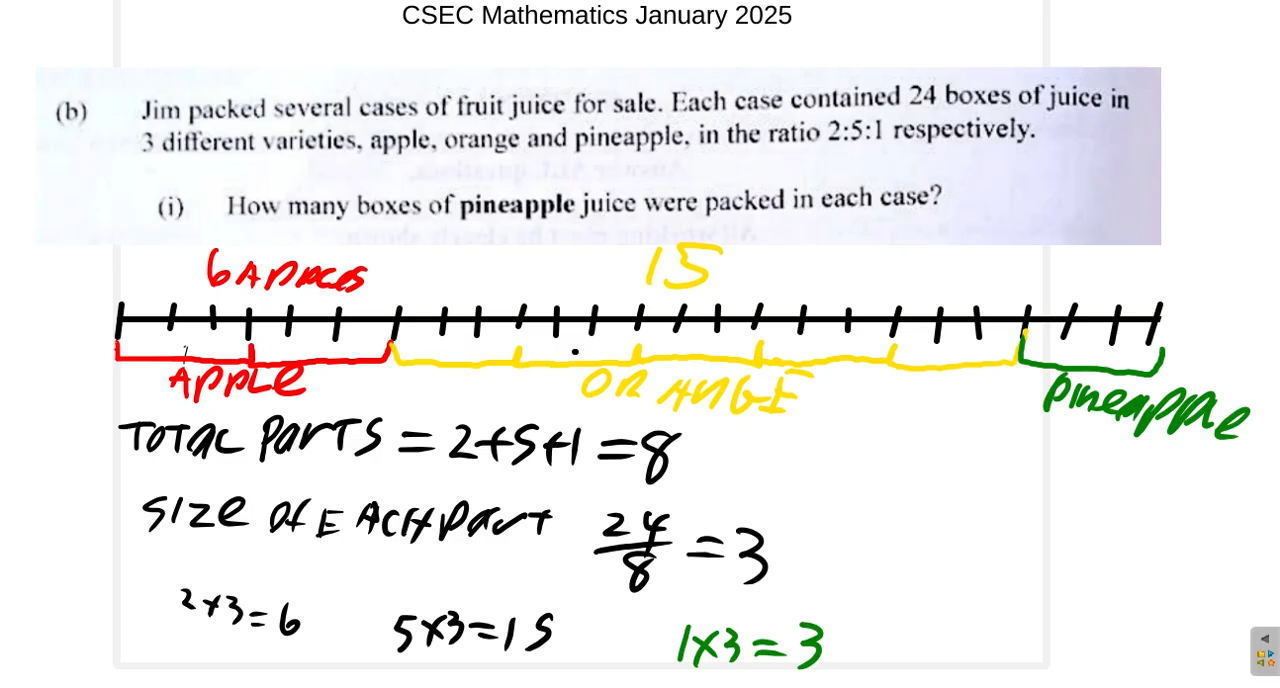 CSEC Mathematics January 2025
(b) Jim packed several cases of fruit juice for sale. Each case contained 24 boxes of juice in
3 different varieties, apple, orange and pineapple, in the ratio 2:5:1 respectively.
(i) How many boxes of pineapple juice were packed in each case?
6 APPLES 15
APPLE ORANGE Pineapple
TOTAL PARTS = 2+5+1 = 8
SIZE OF EACH PART 24/8 = 3
2×3=6 5×3=15 1×3=3